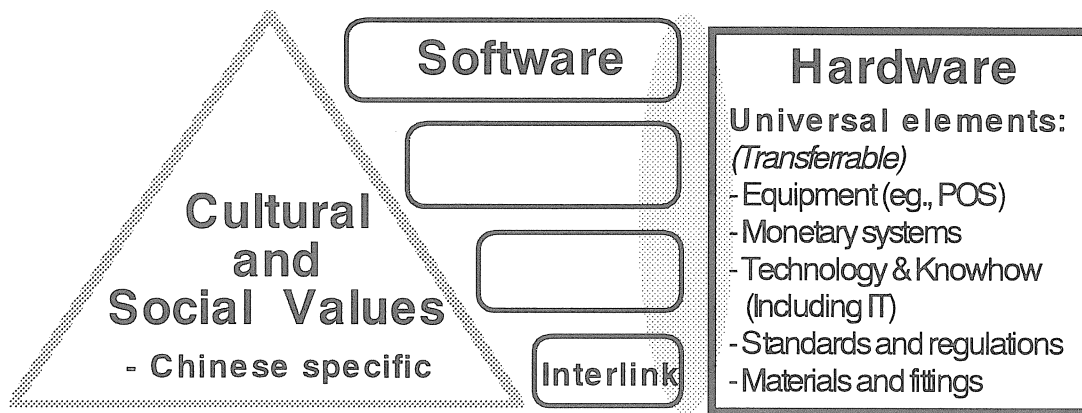 Software
Cultural
and
Social Values
- Chinese specific
Interlink
Hardware
Universal elements:
(Transferrable)
- Equipment (eg., POS)
- Monetary systems
- Technology & Knowhow
(Including IT)
- Standards and regulations
- Materials and fittings